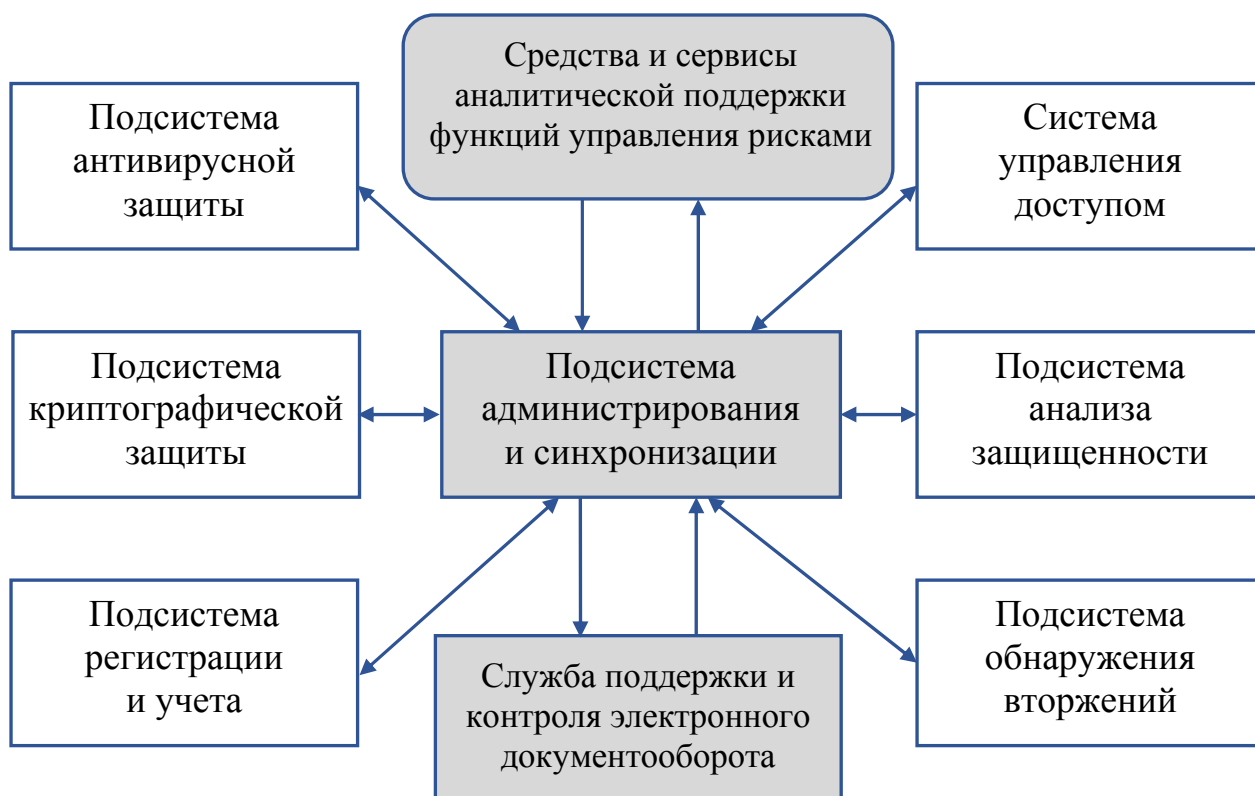 Средства и сервисы
аналитической поддержки
функций управления рисками
Подсистема
антивирусной
защиты
Система
управления
доступом
Подсистема
криптографической
защиты
Подсистема
администрирования
и синхронизации
Подсистема
анализа
защищенности
Подсистема
регистрации
и учета
Служба поддержки и
контроля электронного
документооборота
Подсистема
обнаружения
вторжений